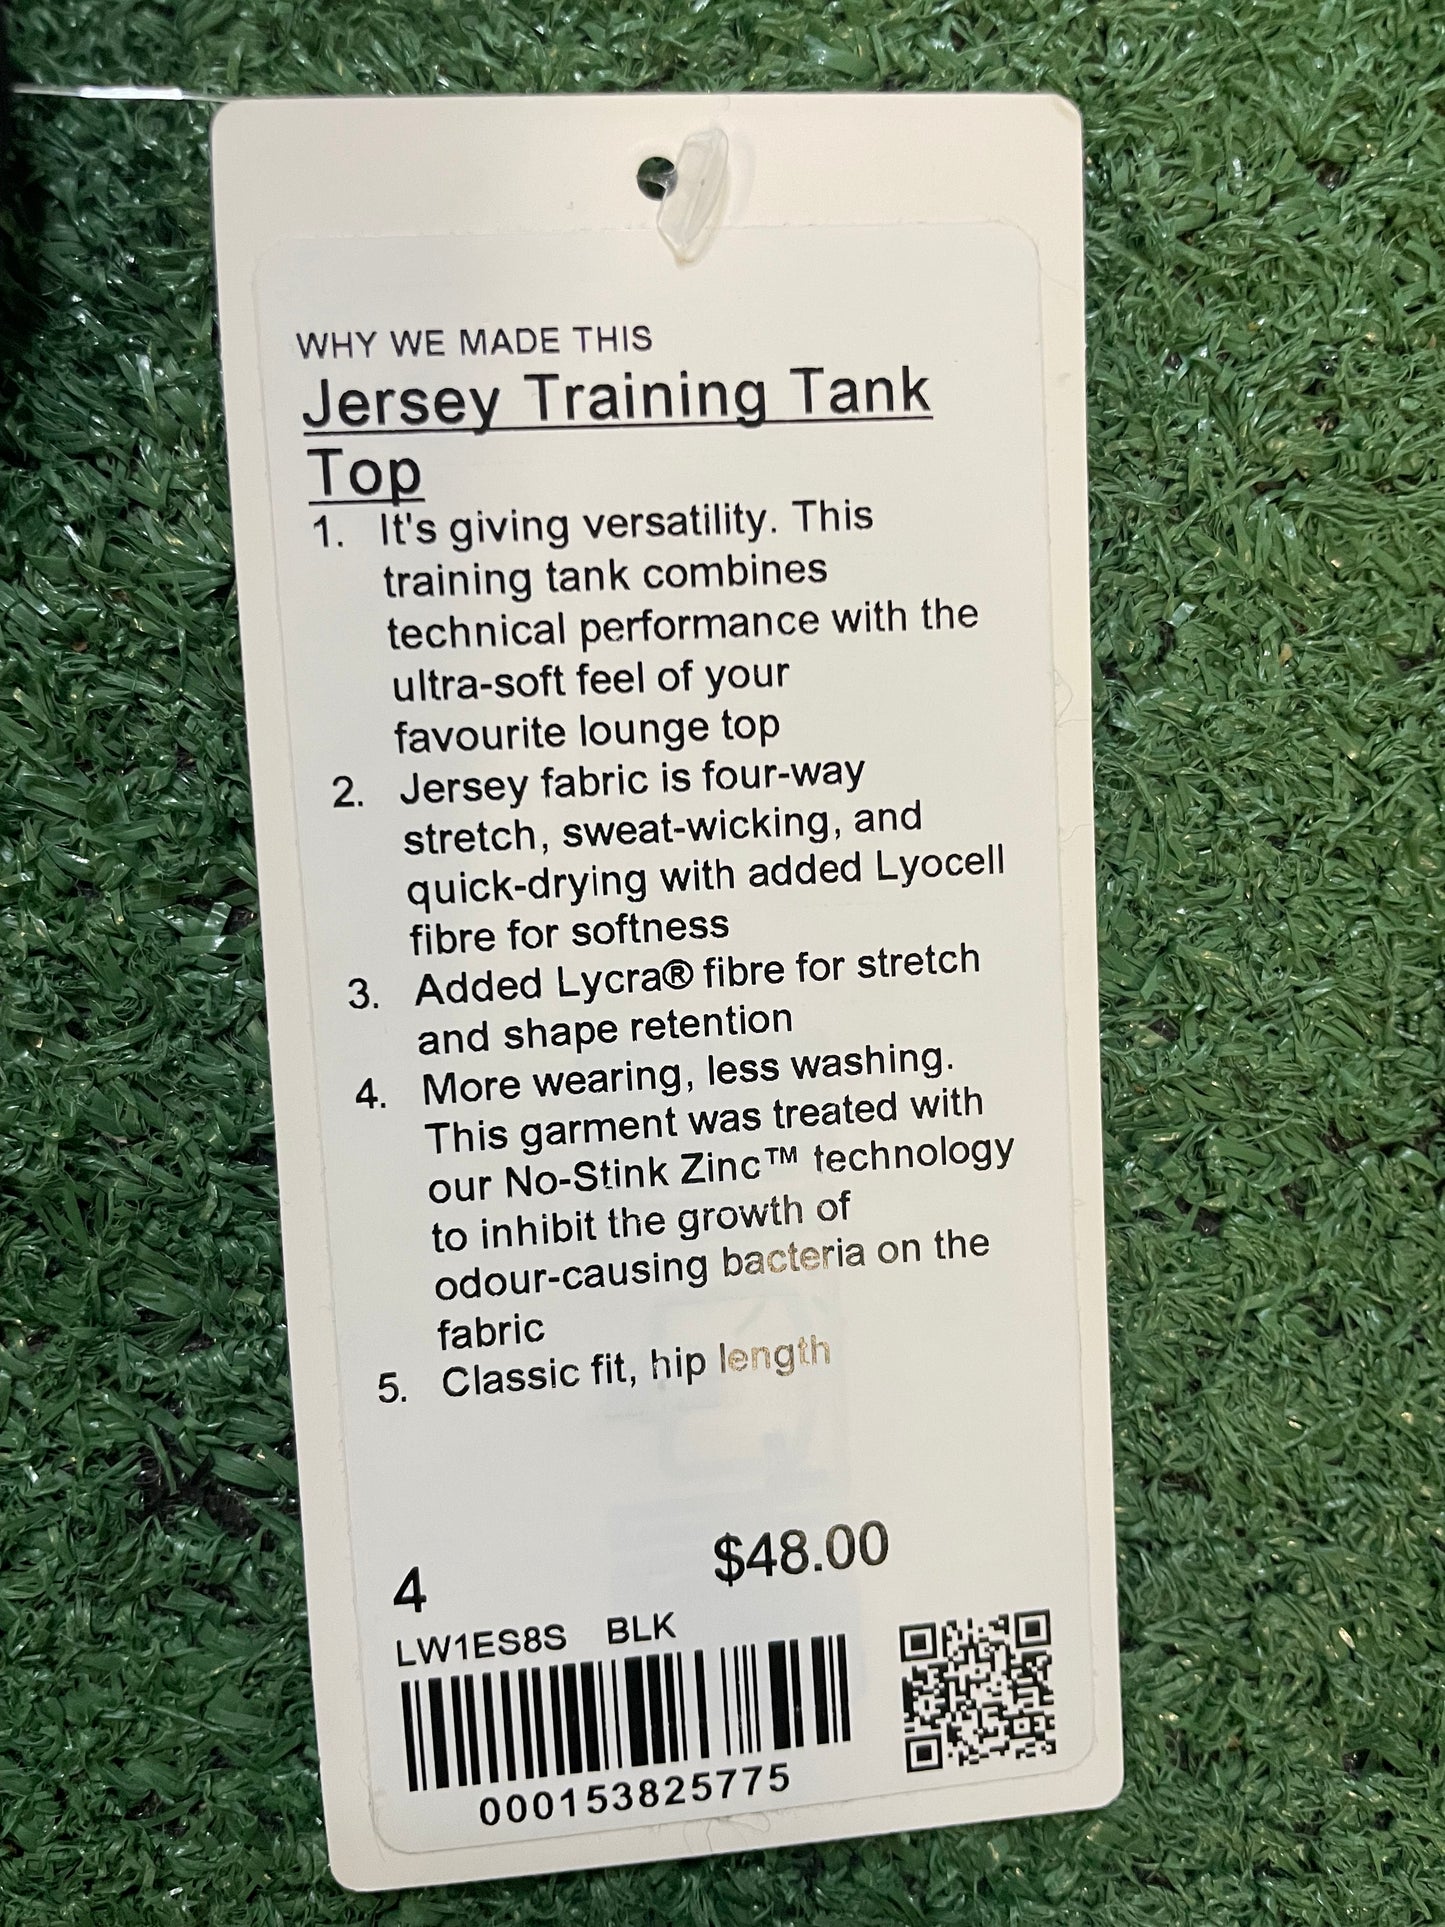 WHY WE MADE THIS
Jersey Training Tank
Top
1. It's giving versatility. This
training tank combines
technical performance with the
ultra-soft feel of your
favourite lounge top
2. Jersey fabric is four-way
stretch, sweat-wicking, and
quick-drying with added Lyocell
fibre for softness
3. Added Lycra® fibre for stretch
and shape retention
4. More wearing, less washing.
This garment was treated with
our No-Stink Zinc™ technology
to inhibit the growth of
odour-causing bacteria on the
fabric
5. Classic fit, hip length
4 $48.00
LW1ES8S BLK
000153825775